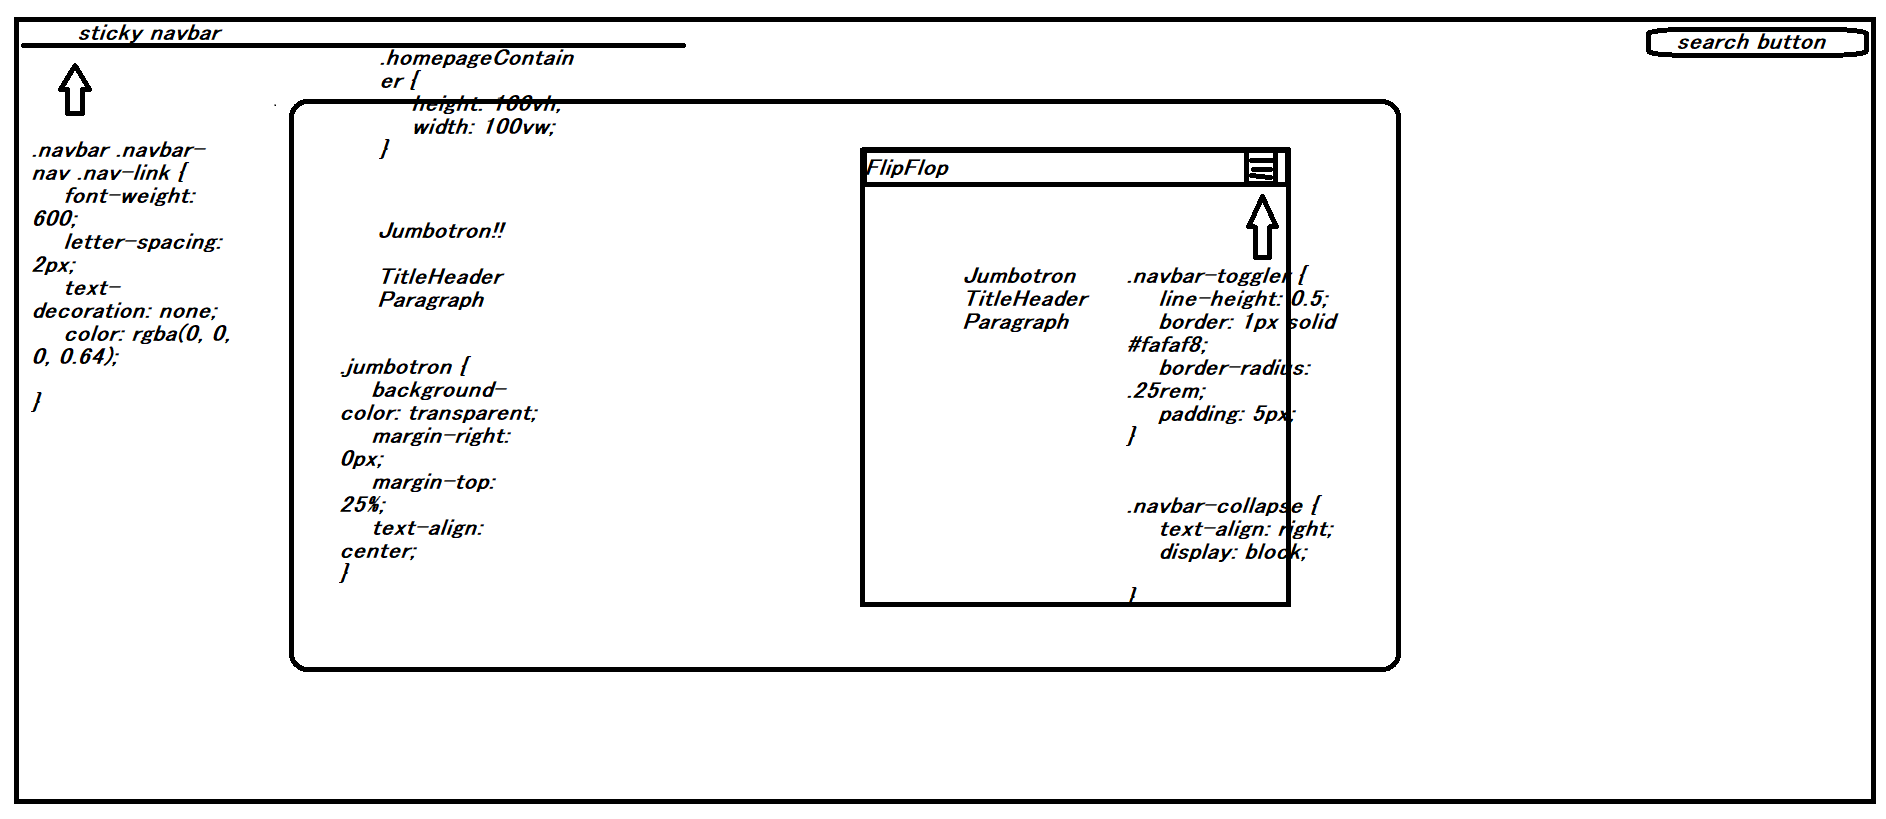 sticky navbar
search button
.homepageContain
er {
height: 100vh;
width: 100vw;
}
.navbar .navbar-
nav .nav-link {
font-weight:
600;
letter-spacing:
2px;
text-
decoration: none;
color: rgba(0, 0,
0, 0.64);
}
Jumbotron!!
TitleHeader
Paragraph
.jumbotron {
background-
color: transparent;
margin-right:
0px;
margin-top:
25%;
text-align:
center;
}
FlipFlop
Jumbotron
TitleHeader
Paragraph
.navbar-toggler {
line-height: 0.5;
border: 1px solid
#fafaf8;
border-radius:
.25rem;
padding: 5px;
}
.navbar-collapse {
text-align: right;
display: block;
}